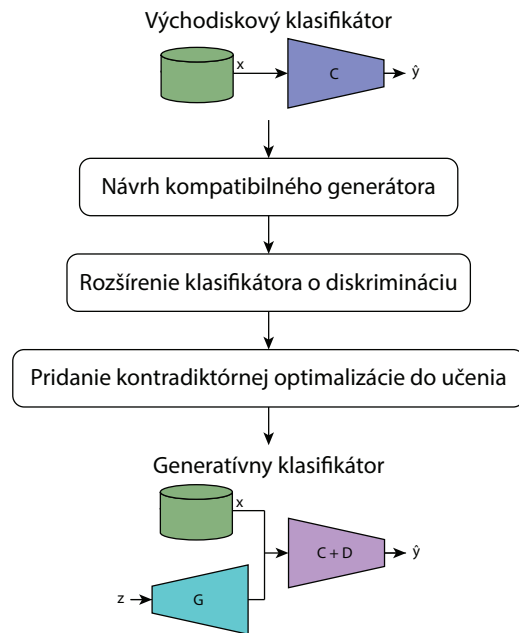 Východiskový klasifikátor
x
C
ŷ
Návrh kompatibilného generátora
Rozšírenie klasifikátora o diskrimináciu
Pridanie kontradiktórnej optimalizácie do učenia
Generatívny klasifikátor
x
C + D
ŷ
z
G